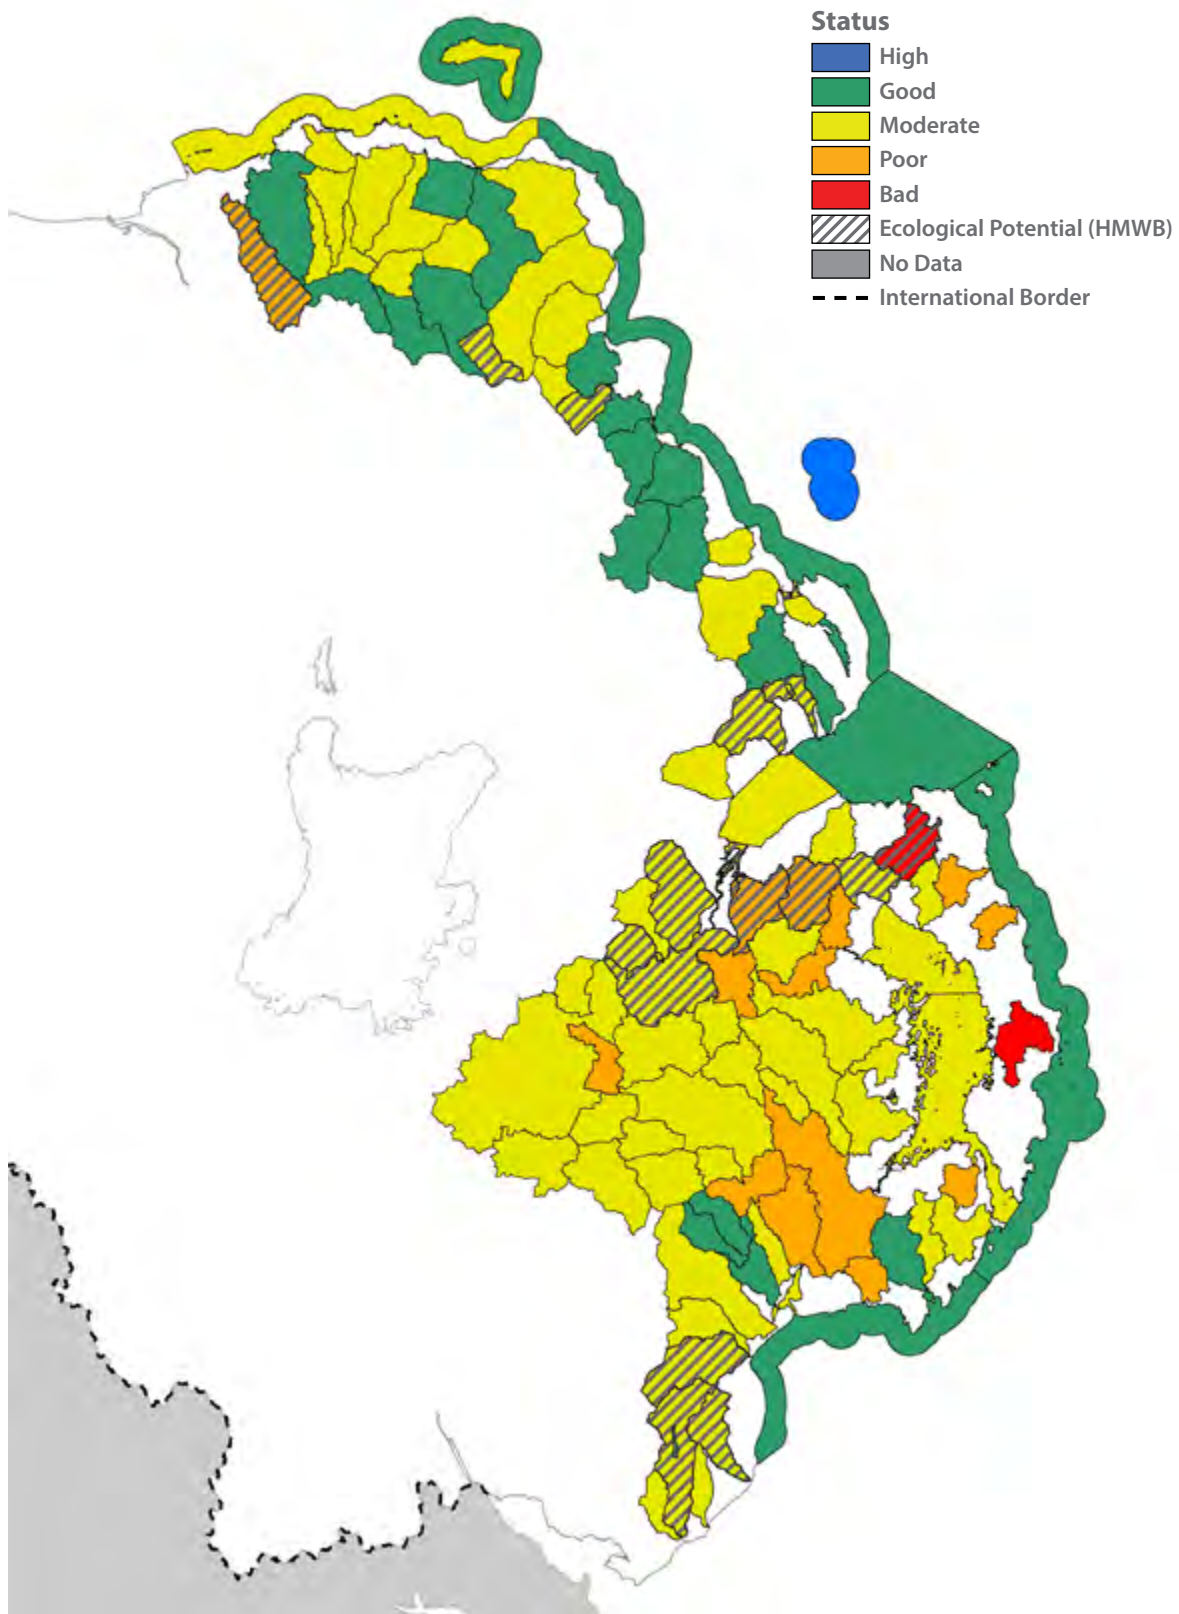 Status
High
Good
Moderate
Poor
Bad
Ecological Potential (HMWB)
No Data
International Border